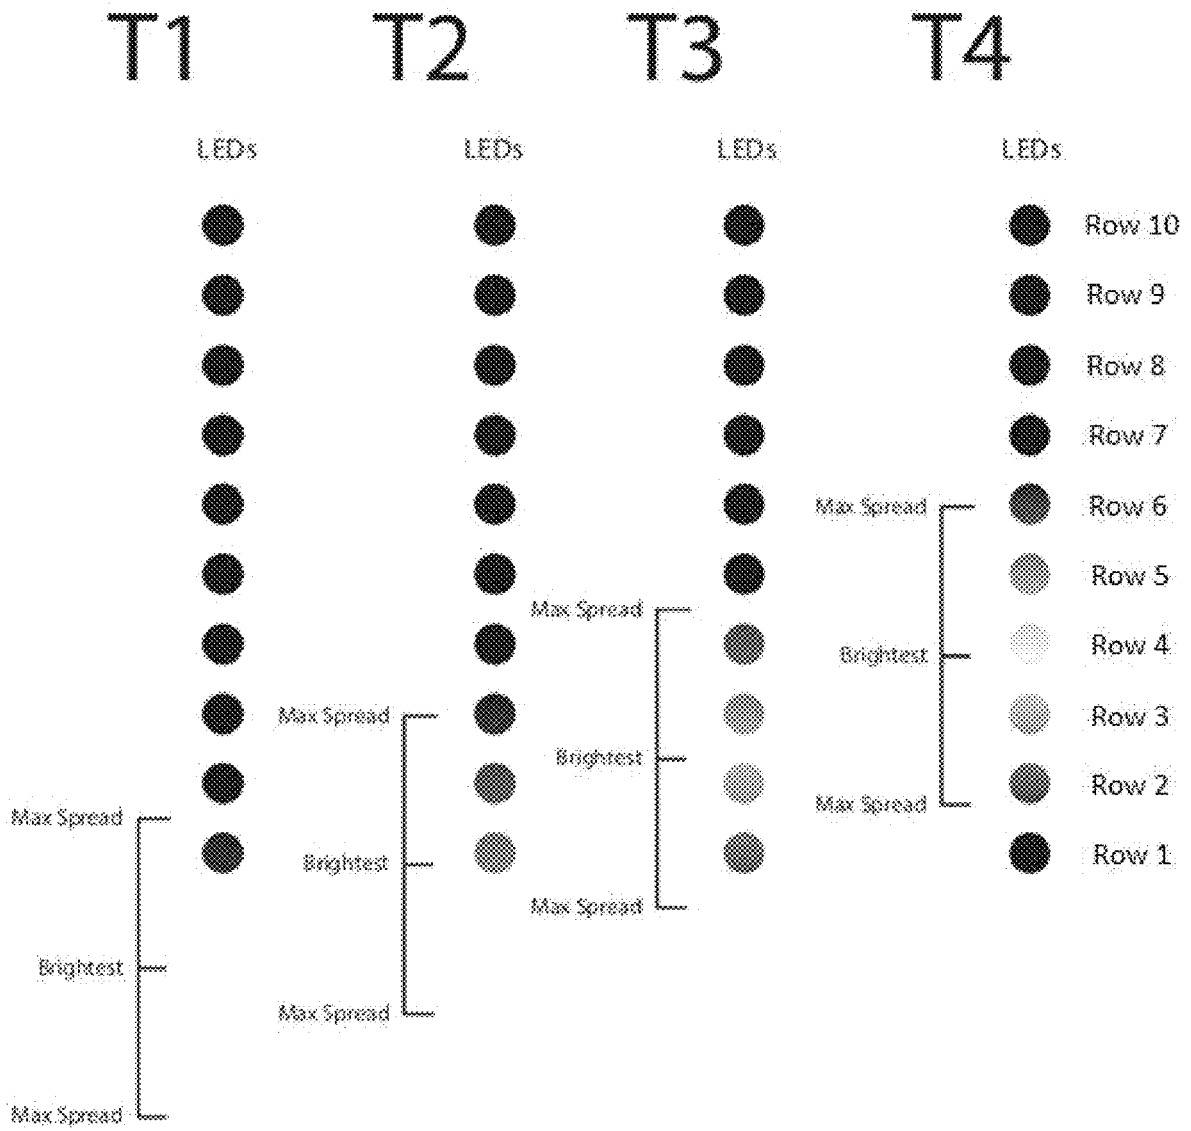 T1 T2 T3 T4
LEDs LEDs LEDs LEDs
Row 10
Row 9
Row 8
Row 7
Max Spread Row 6
Row 5
Max Spread
Brightest Row 4
Max Spread Row 3
Brightest
Row 2
Max Spread
Max Spread
Brightest Row 1
Max Spread
Brightest
Max Spread
Max Spread